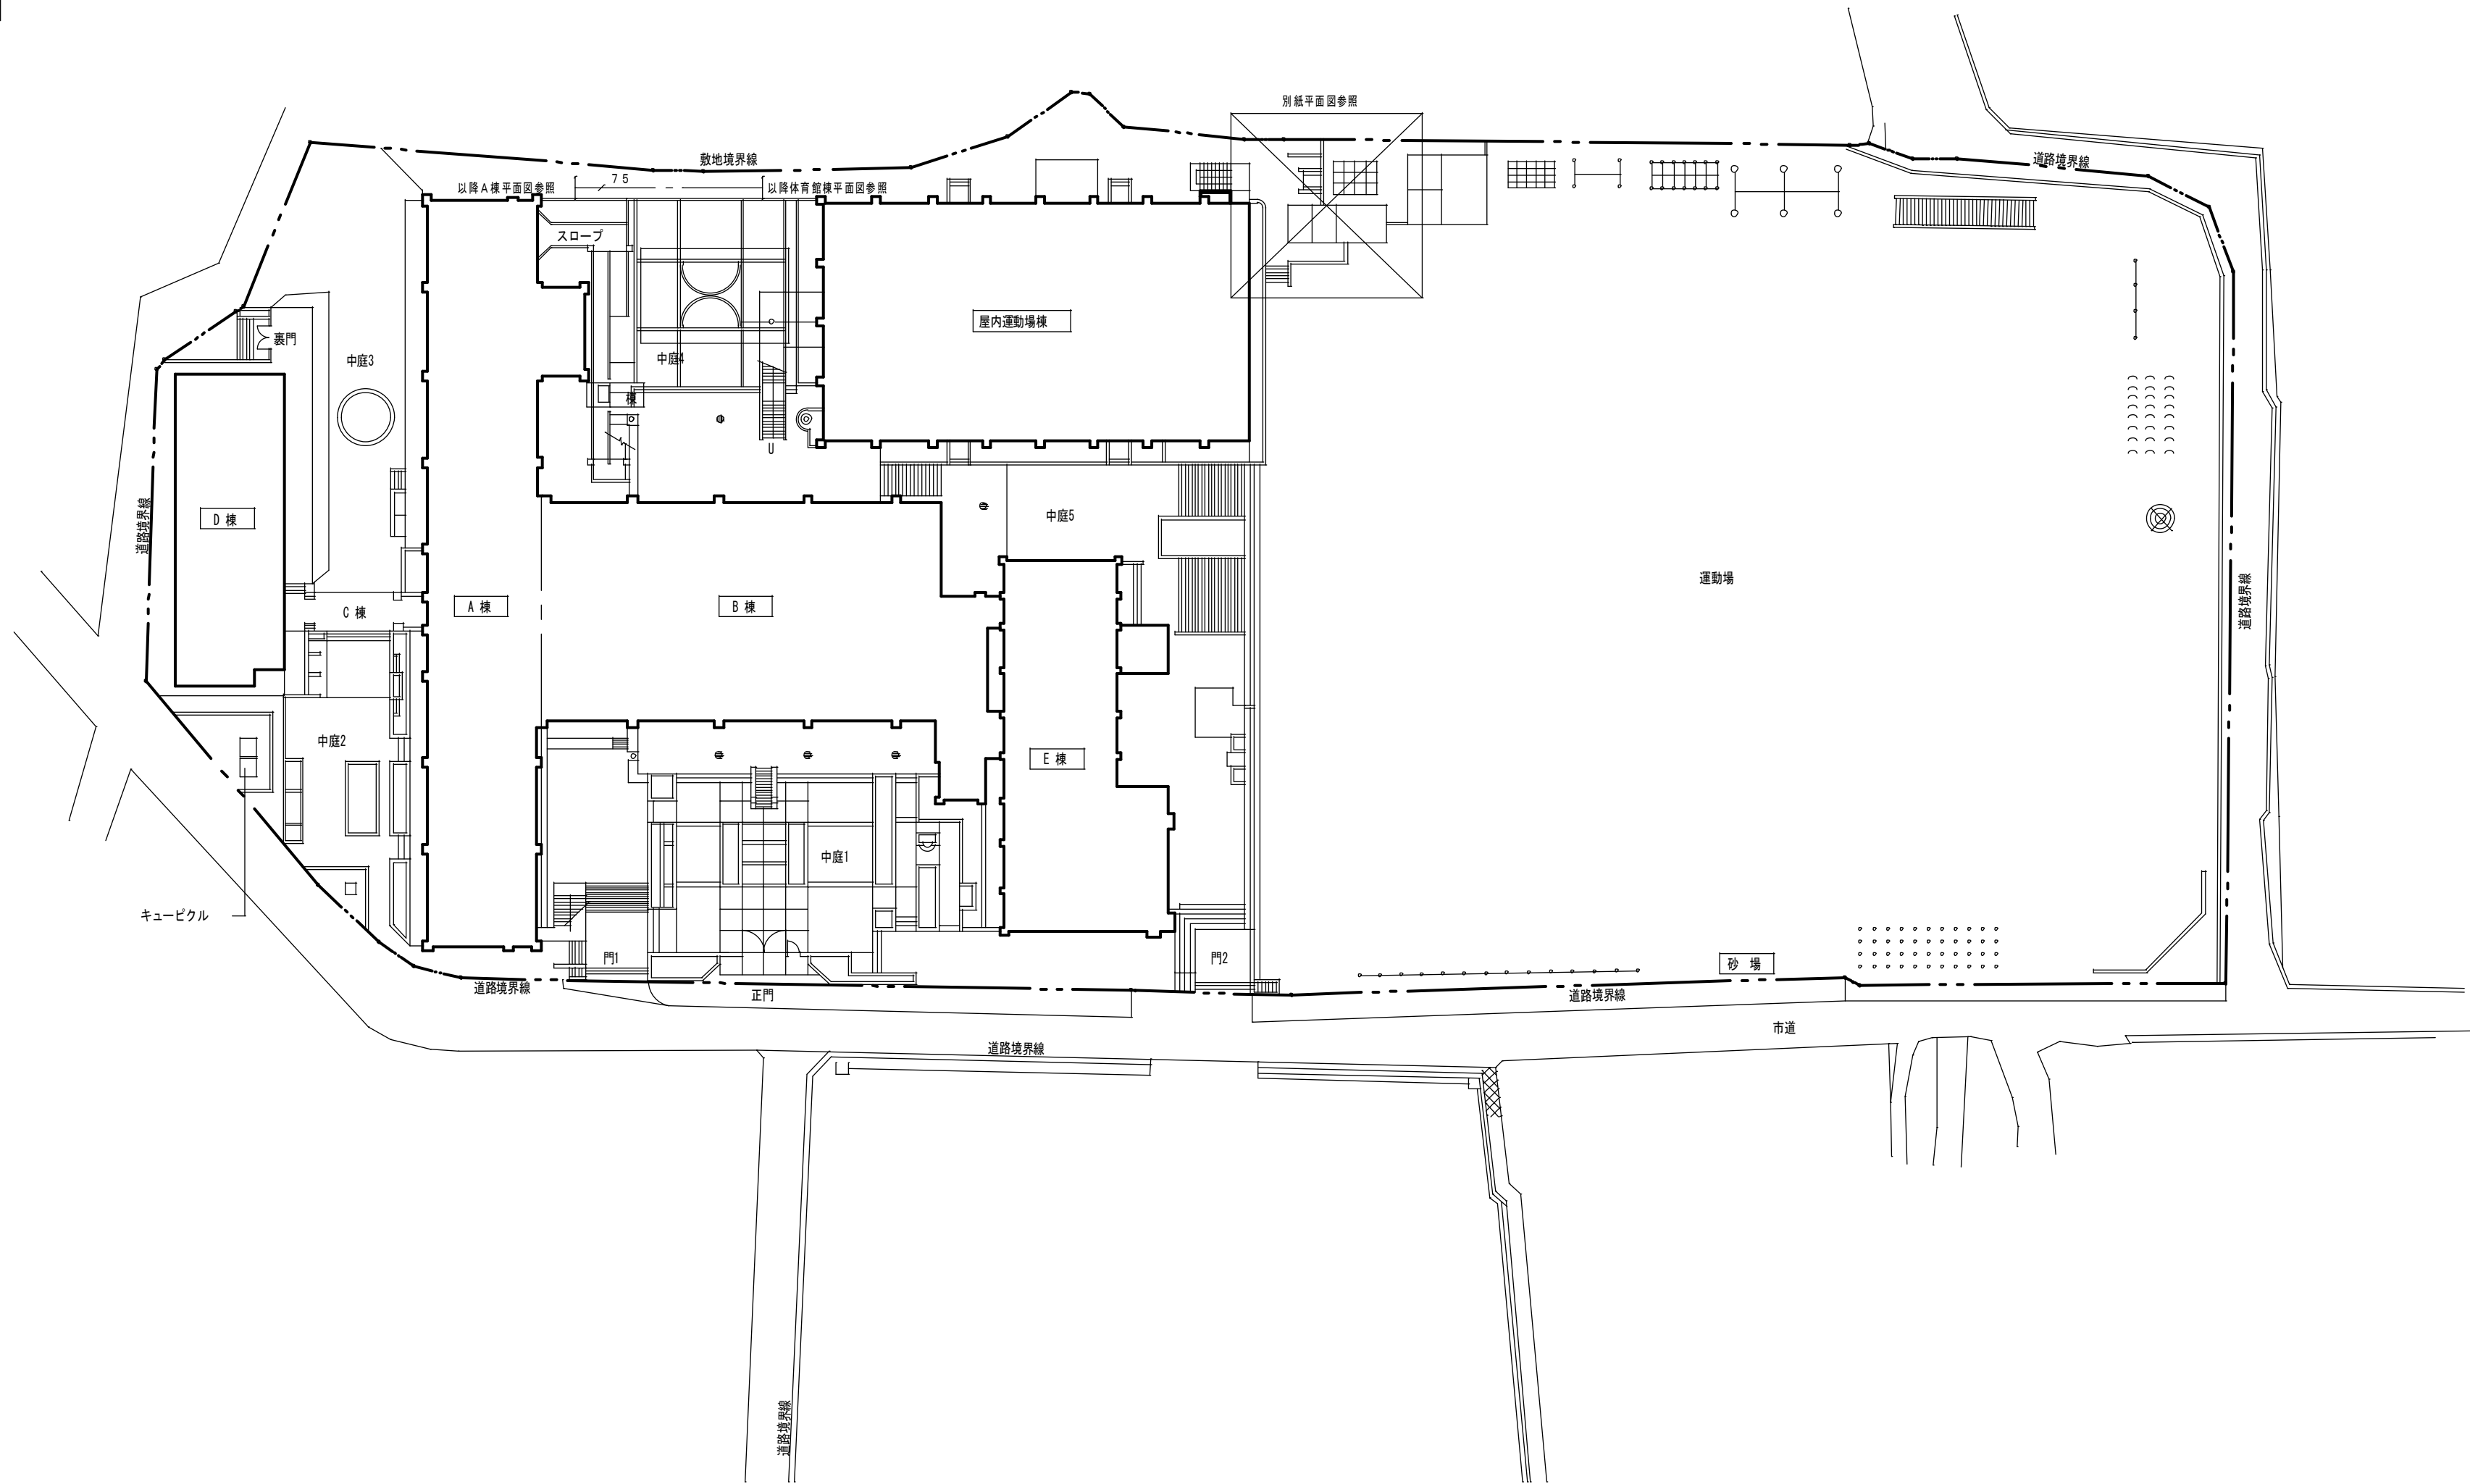 別紙平面図参照
敷地境界線
道路境界線
以降A棟平面図参照
75
以降体育館棟平面図参照
スロープ
屋内運動場棟
裏門
中庭3
中庭4
棟
U
D 棟
道路境界線
中庭5
運動場
道路境界線
C 棟
A 棟
B 棟
中庭2
E 棟
中庭1
キュービクル
門1
門2
砂 場
道路境界線
正門
道路境界線
市道
道路境界線
道路境界線